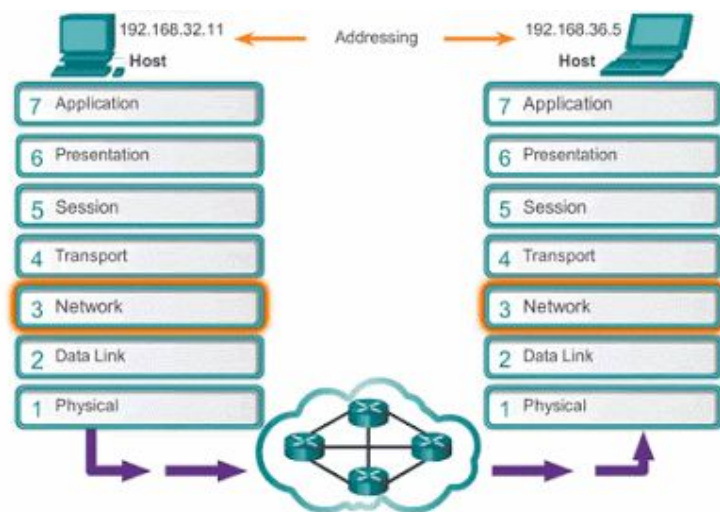 192.168.32.11
Addressing
192.168.36.5
Host
Host
7 Application
6 Presentation
5 Session
4 Transport
3 Network
2 Data Link
1 Physical
7 Application
6 Presentation
5 Session
4 Transport
3 Network
2 Data Link
1 Physical